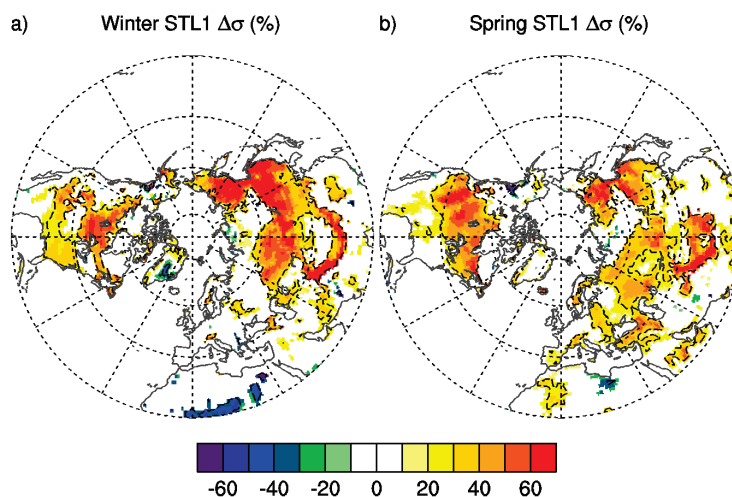 a) Winter STL1 Δσ (%)
b) Spring STL1 Δσ (%)
-60 -40 -20 0 20 40 60